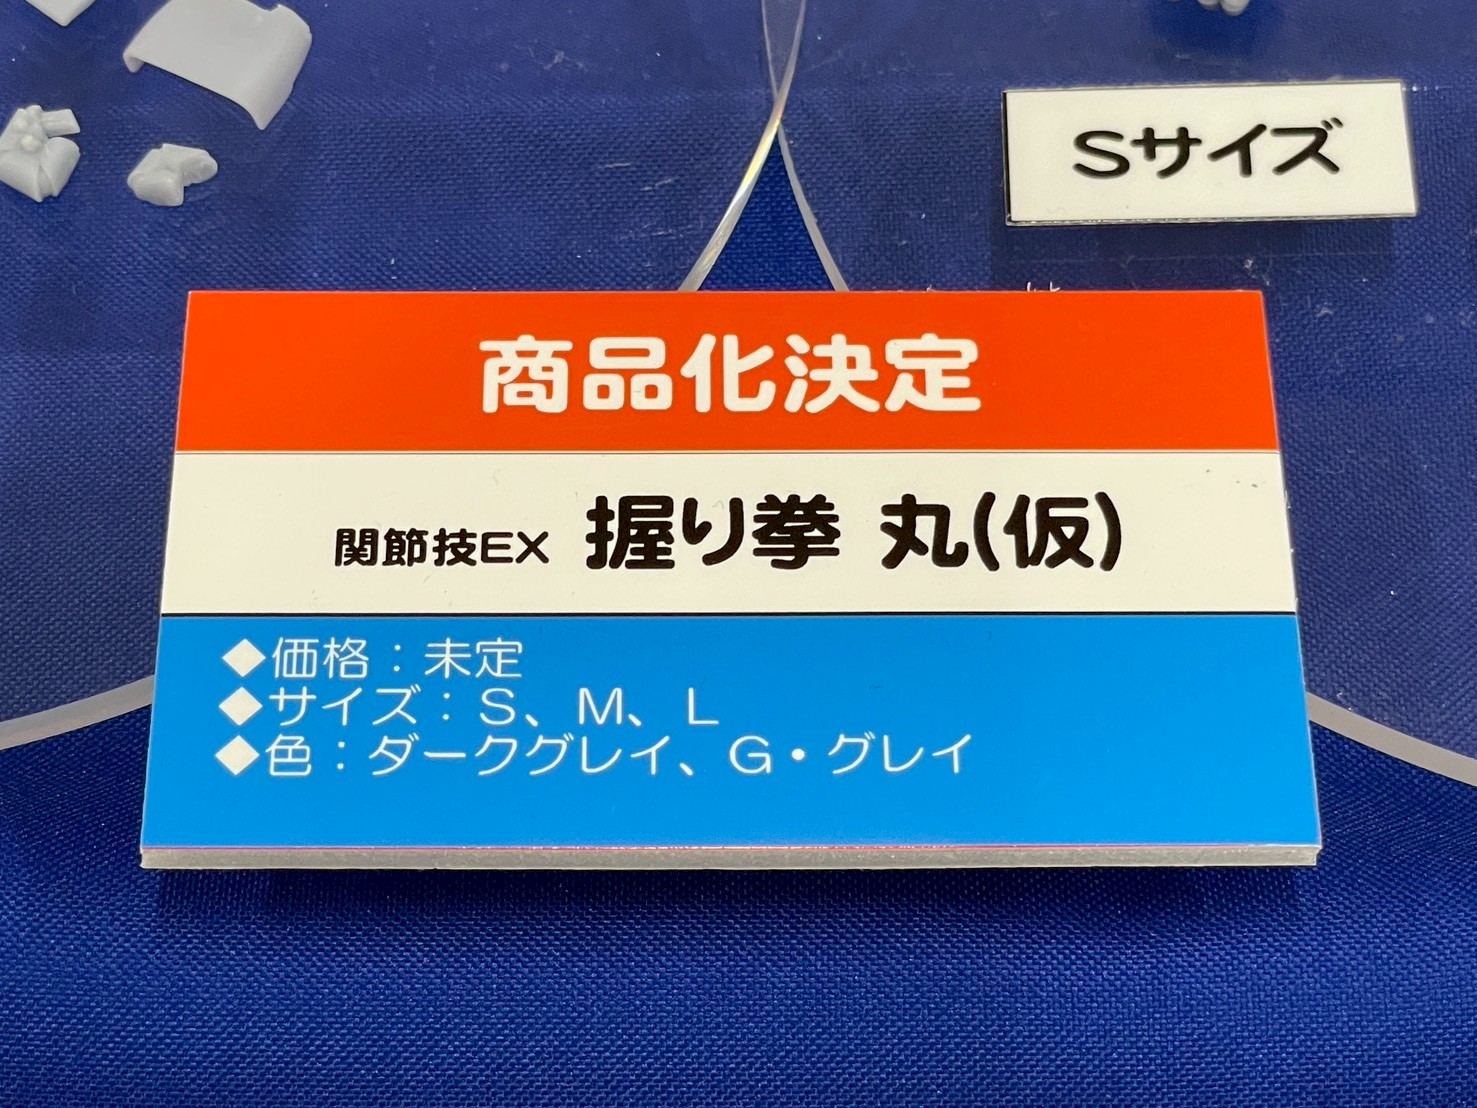 Sサイズ
商品化決定
関節技EX 握り拳 丸(仮)
◆価格：未定
◆サイズ：S、M、L
◆色：ダークグレイ、G・グレイ